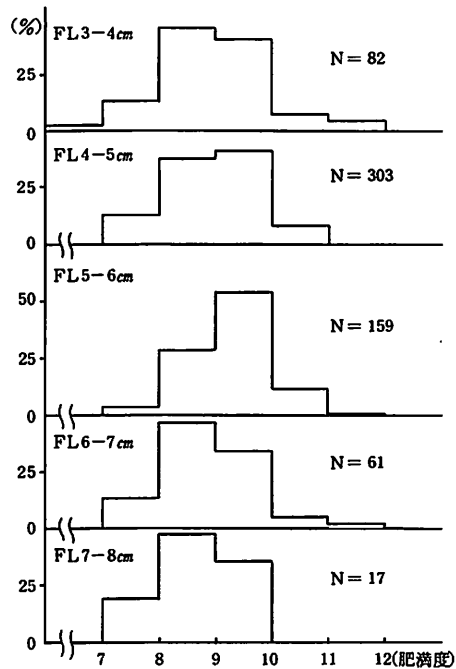 (%)
FL3-4cm
N = 82
25
0
FL4-5cm
N = 303
25
0
FL5-6cm
50
N = 159
25
0
FL6-7cm
N = 61
25
0
FL7-8cm
N = 17
25
0
7 8 9 10 11 12(肥満度)